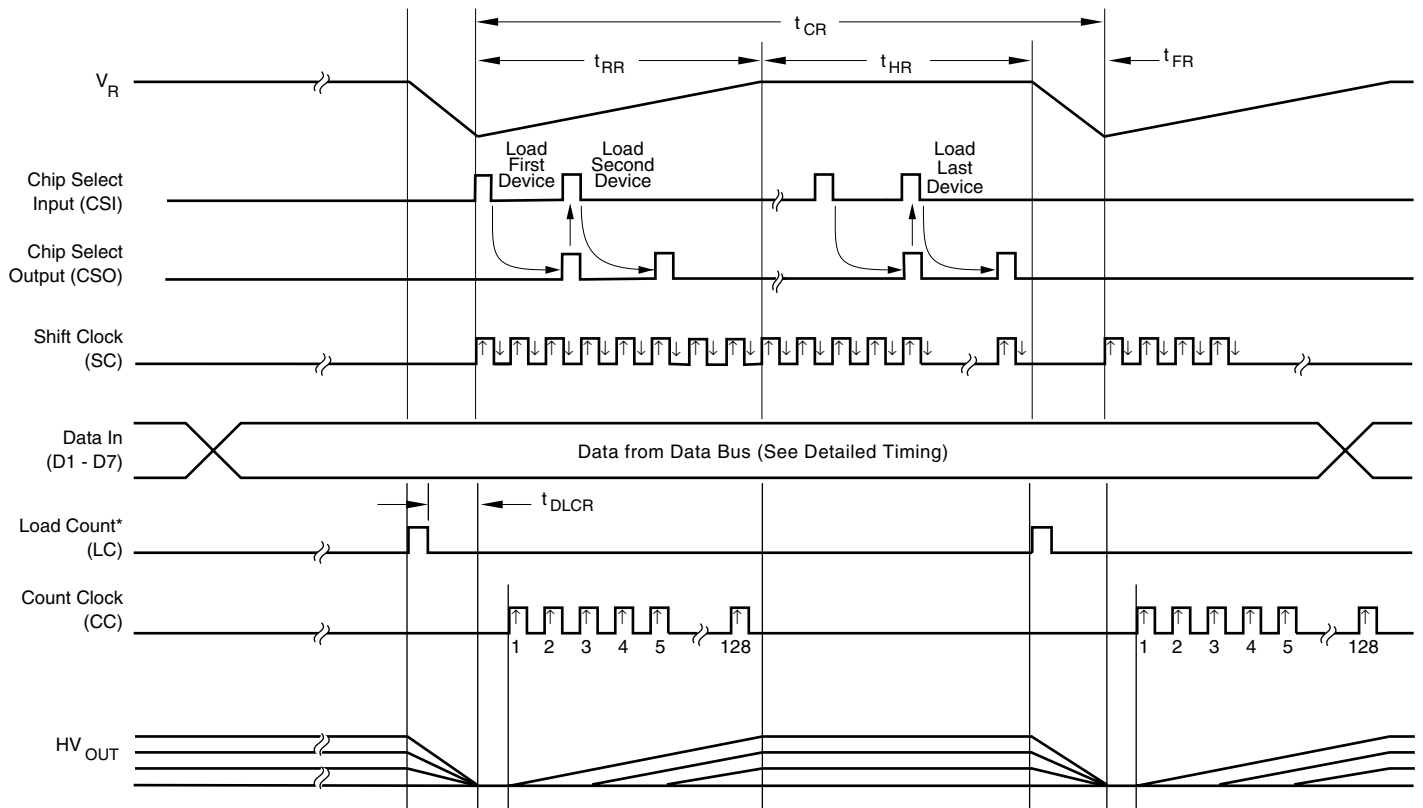 t CR
t RR
t HR
t FR
V R
Load First Device
Load Second Device
Load Last Device
Chip Select
Input (CSI)
Chip Select
Output (CSO)
Shift Clock
(SC)
↑ ↓ ↑ ↓ ↑ ↓ ↑ ↓ ↑ ↓ ↑ ↓ ↑ ↓ ↑ ↓ ↑ ↓ ↑ ↓ ↑ ↓ ↑ ↓ ↑ ↓ ↑ ↓ ↑ ↓ ↑ ↓ ↑ ↓ ↑ ↓
Data In
(D1 - D7)
Data from Data Bus (See Detailed Timing)
t DLCR
Load Count*
(LC)
Count Clock
(CC)
1 2 3 4 5 128 1 2 3 4 5 128
HV OUT